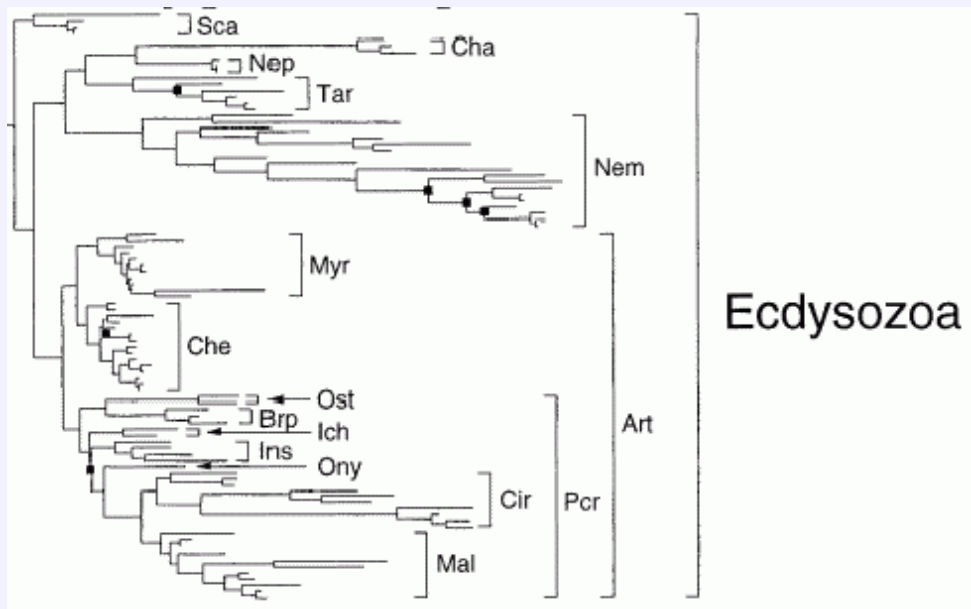 Sca
Cha
Nep
Tar
Nem
Myr
Che
Ost
Brp
Ich
Ins
Ony
Cir
Mal
Pcr
Art
Ecdysozoa